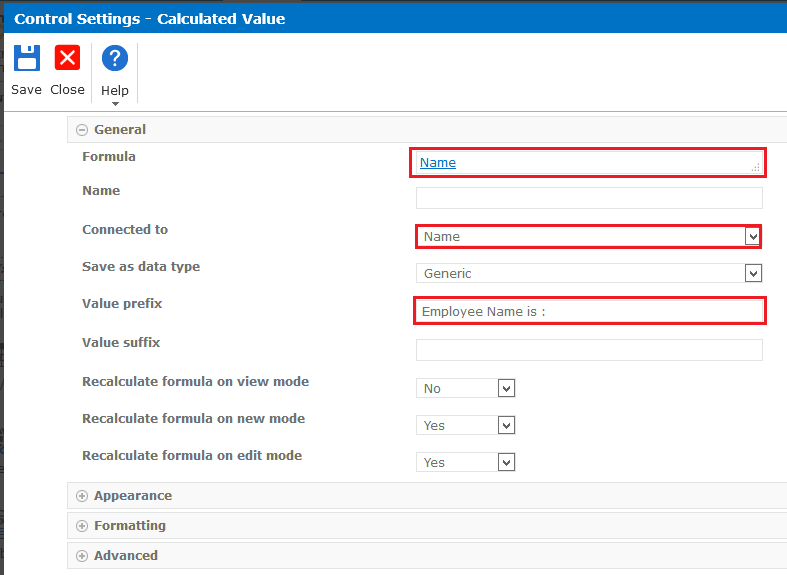 Control Settings - Calculated Value
Save Close Help
General
Formula Name
Name
Connected to Name
Save as data type Generic
Value prefix Employee Name is :
Value suffix
Recalculate formula on view mode No
Recalculate formula on new mode Yes
Recalculate formula on edit mode Yes
Appearance
Formatting
Advanced